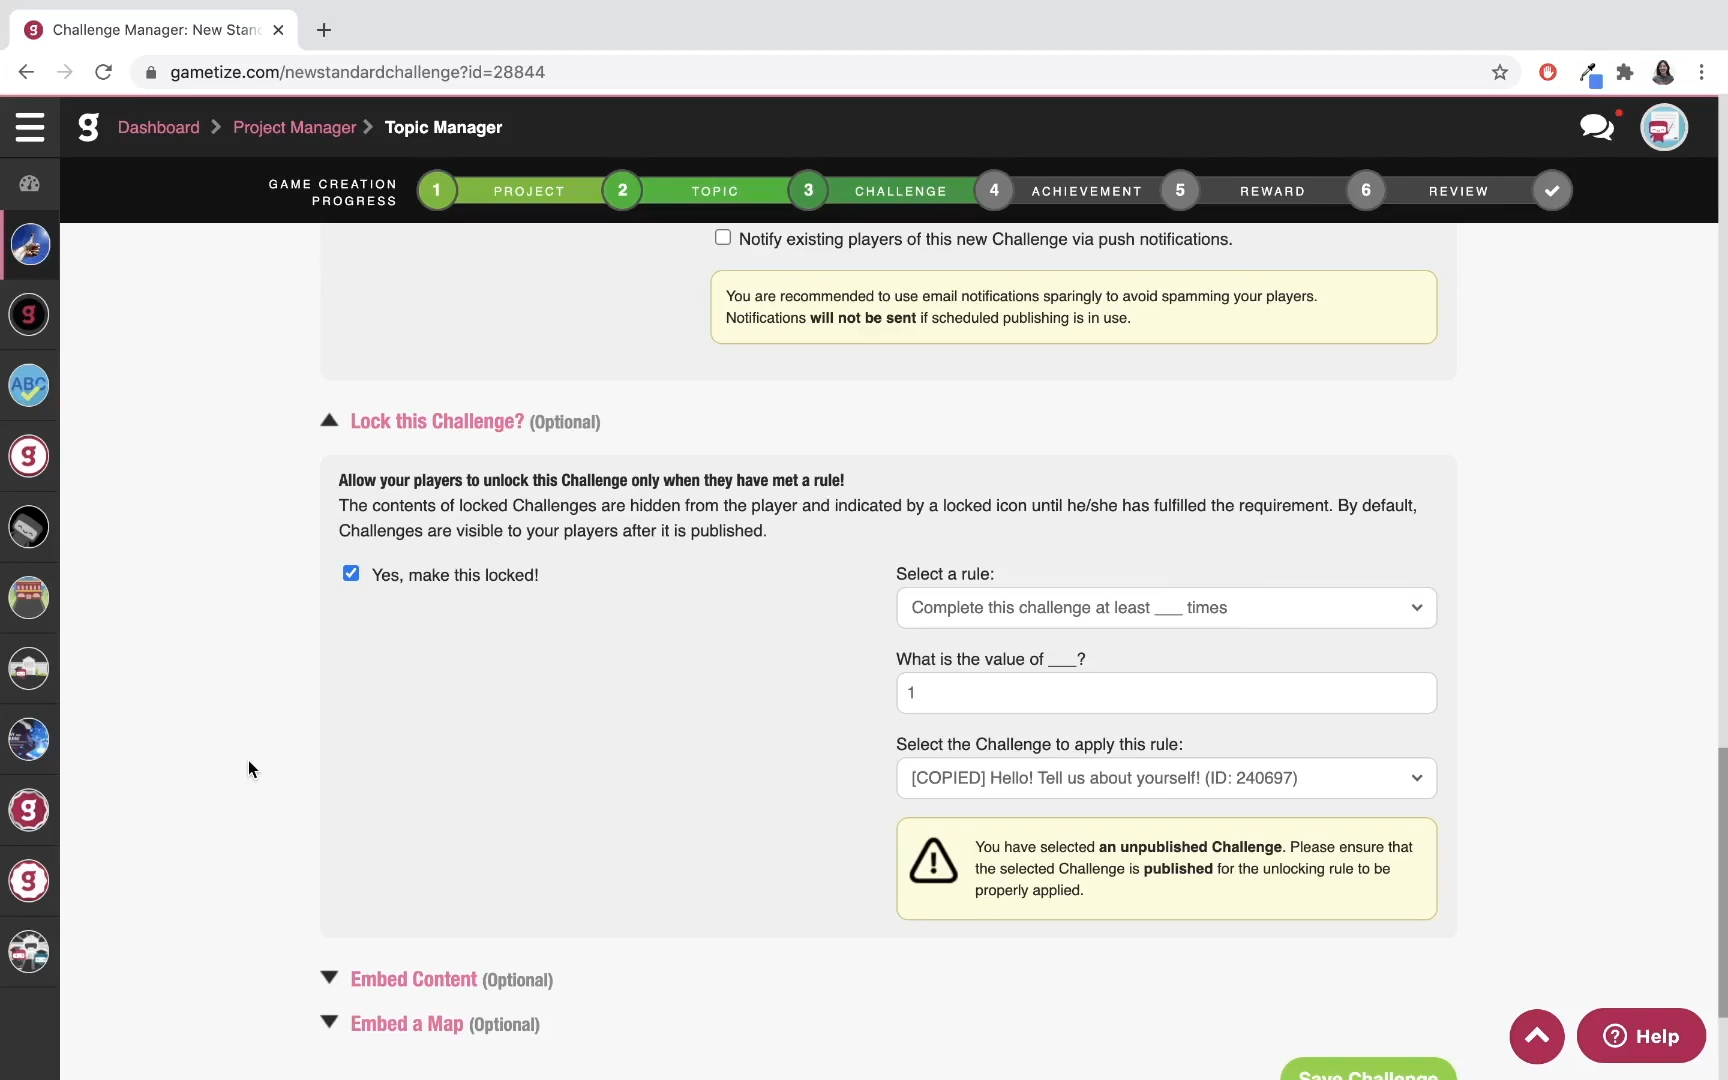 Challenge Manager: New Stand
gametize.com/newstandardchallenge?id=28844
g Dashboard Project Manager Topic Manager
GAME CREATION
PROGRESS
1 PROJECT 2 TOPIC 3 CHALLENGE 4 ACHIEVEMENT 5 REWARD 6 REVIEW
Notify existing players of this new Challenge via push notifications.
You are recommended to use email notifications sparingly to avoid spamming your players.
Notifications will not be sent if scheduled publishing is in use.
Lock this Challenge? (Optional)
Allow your players to unlock this Challenge only when they have met a rule!
The contents of locked Challenges are hidden from the player and indicated by a locked icon until he/she has fulfilled the requirement. By default,
Challenges are visible to your players after it is published.
Yes, make this locked!
Select a rule:
Complete this challenge at least ___ times
What is the value of ___?
1
Select the Challenge to apply this rule:
[COPIED] Hello! Tell us about yourself! (ID: 240697)
You have selected an unpublished Challenge. Please ensure that
the selected Challenge is published for the unlocking rule to be
properly applied.
Embed Content (Optional)
Embed a Map (Optional)
Save Challenge
Help
g
ABC
g
g
g